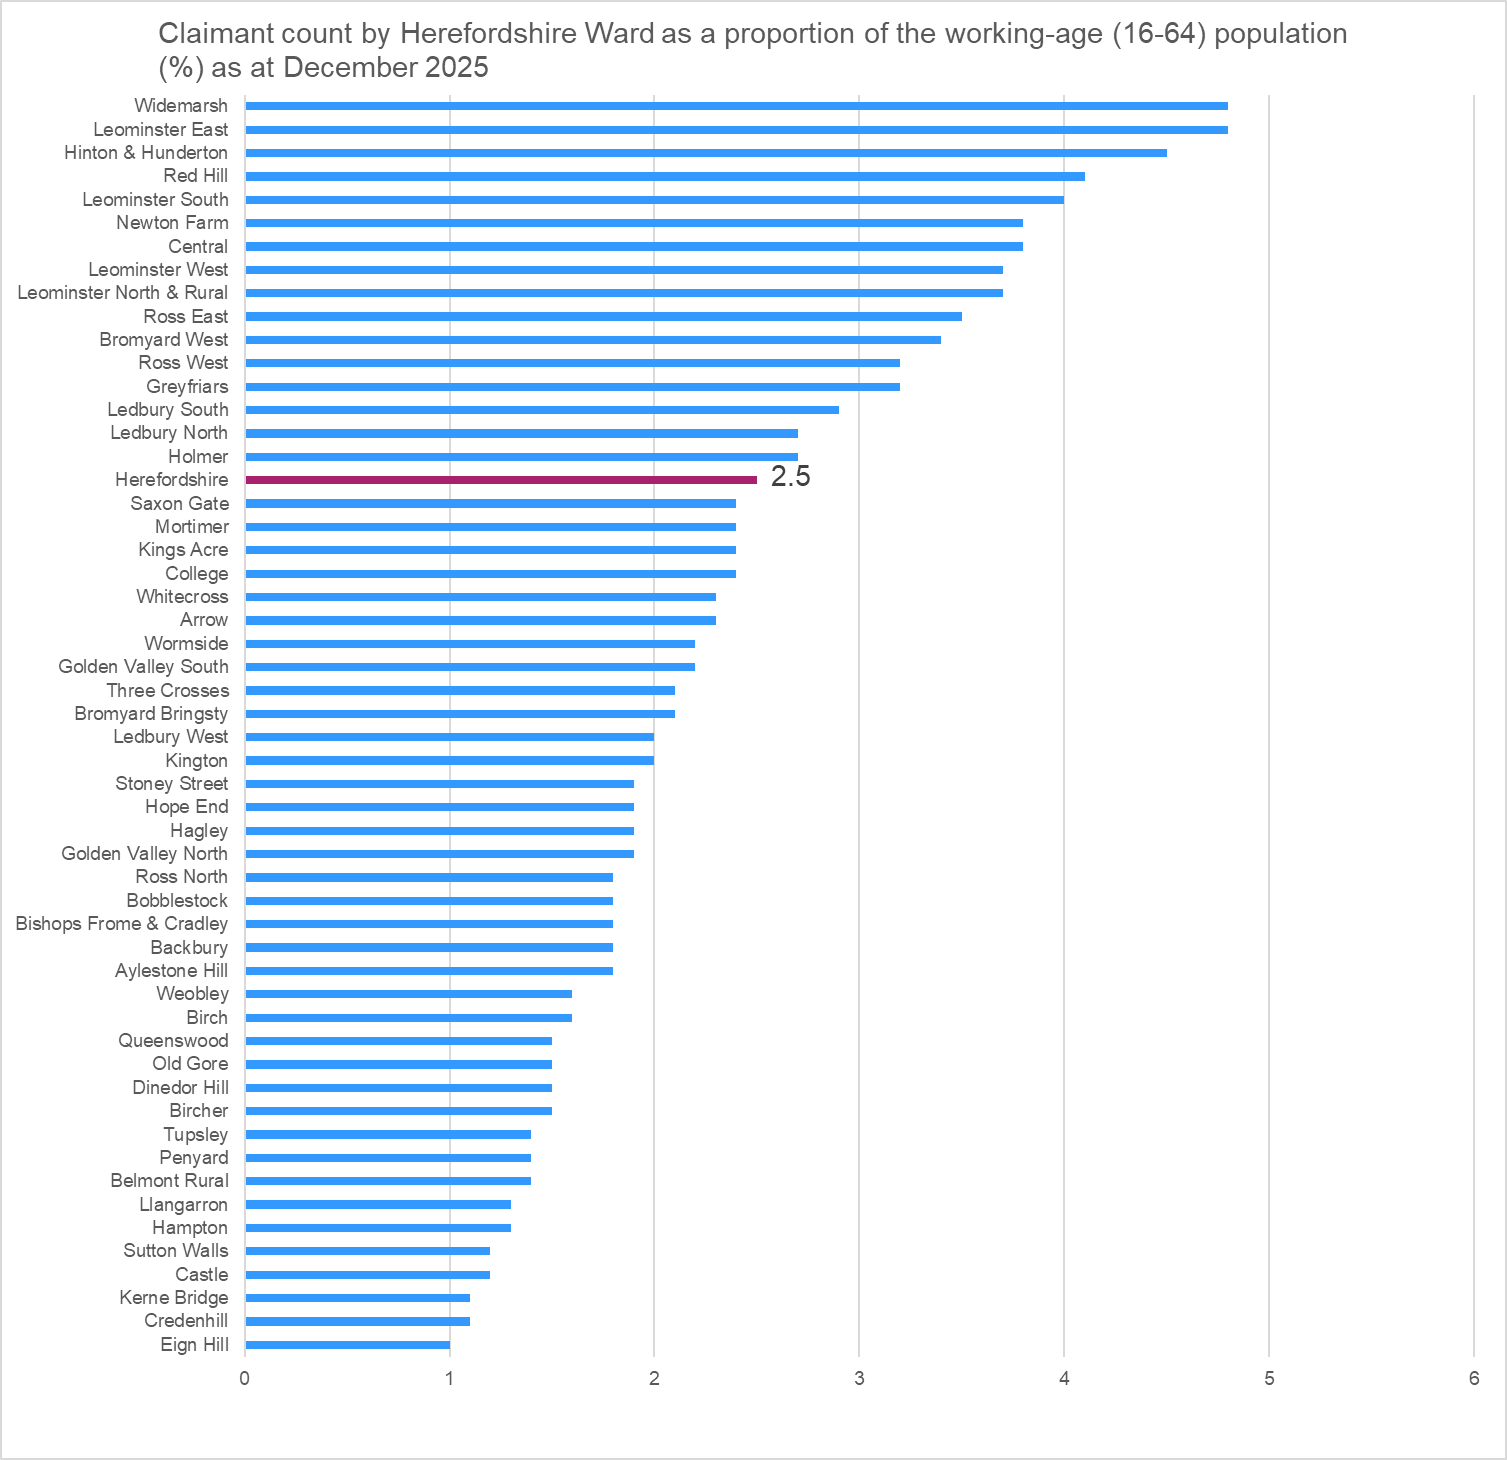 Claimant count by Herefordshire Ward as a proportion of the working-age (16-64) population
(%) as at December 2025
Widemarsh
Leominster East
Hinton & Hunderton
Red Hill
Leominster South
Newton Farm
Central
Leominster West
Leominster North & Rural
Ross East
Bromyard West
Ross West
Greyfriars
Ledbury South
Ledbury North
Holmer
Herefordshire 2.5
Saxon Gate
Mortimer
Kings Acre
College
Whitecross
Arrow
Wormside
Golden Valley South
Three Crosses
Bromyard Bringsty
Ledbury West
Kington
Stoney Street
Hope End
Hagley
Golden Valley North
Ross North
Bobblestock
Bishops Frome & Cradley
Backbury
Aylestone Hill
Weobley
Birch
Queenswood
Old Gore
Dinedor Hill
Bircher
Tupsley
Penyard
Belmont Rural
Llangarron
Hampton
Sutton Walls
Castle
Kerne Bridge
Credenhill
Eign Hill
0 1 2 3 4 5 6